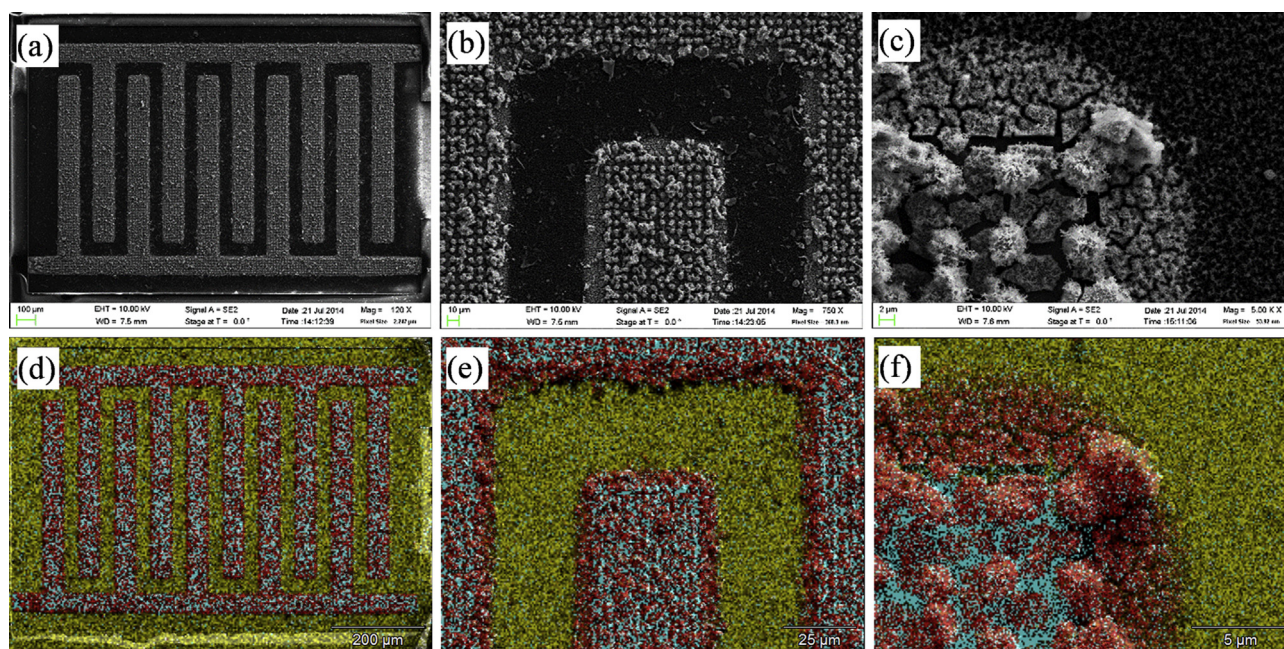 (a)
100 µm
EHT = 10.00 kV
WD = 7.5 mm
Signal A = SE2
Stage at T = 0.0 °
Date :21 Jul 2014
Time :14:12:39
Mag = 120 X
(b)
10 µm
EHT = 10.00 kV
WD = 7.6 mm
Signal A = SE2
Stage at T = 0.0 °
Date :21 Jul 2014
Time :14:23:05
Mag = 750 X
(c)
2 µm
EHT = 10.00 kV
WD = 7.6 mm
Signal A = SE2
Stage at T = 0.0 °
Date :21 Jul 2014
Time :15:11:06
Mag = 5.00 K X
(d)
200 µm
(e)
25 µm
(f)
5 µm